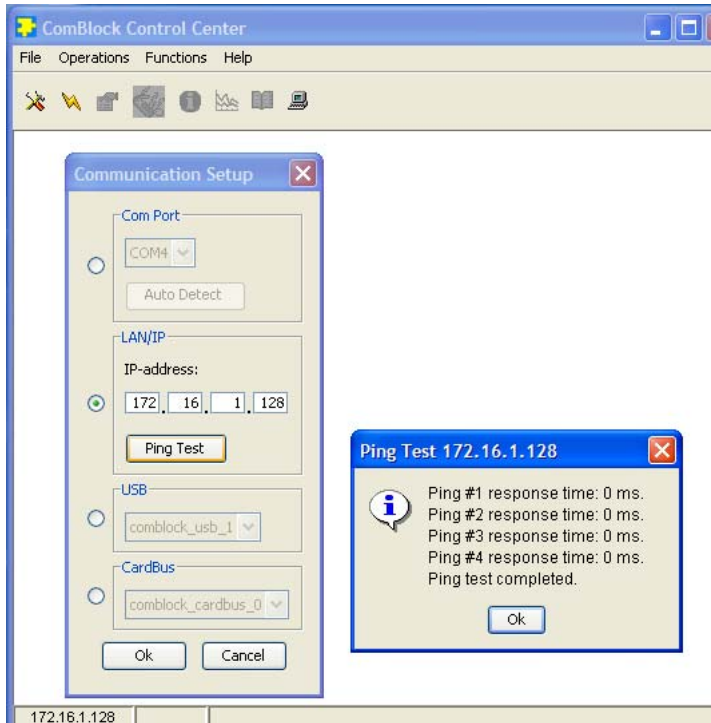 ComBlock Control Center
File Operations Functions Help
Communication Setup
Com Port
COM4
Auto Detect
LAN/IP
IP-address:
172. 16. 1. 128
Ping Test
USB
comblock_usb_1
CardBus
comblock_cardbus_0
Ok Cancel
Ping Test 172.16.1.128
Ping #1 response time: 0 ms.
Ping #2 response time: 0 ms.
Ping #3 response time: 0 ms.
Ping #4 response time: 0 ms.
Ping test completed.
Ok
172.16.1.128